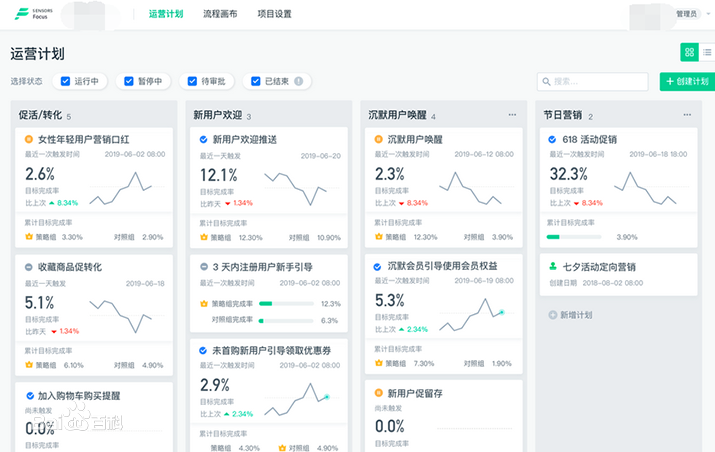 SENSORS
Focus
运营计划
流程画布
项目设置
管理员
运营计划
选择状态
运行中
暂停中
待审批
已结束
搜索...
+ 创建计划
促活/转化 5
女性年轻用户营销口红
最近一次触发时间 2019-06-02 08:00
2.6%
目标完成率
比上次 8.34%
累计目标完成率
策略组 3.30% 对照组 2.90%
收藏商品促转化
最近一天触发 2019-06-18
5.1%
目标完成率
比昨天 1.34%
累计目标完成率
策略组 6.10% 对照组 4.90%
加入购物车购买提醒
尚未触发
0.0%
目标完成率
Baidu百科
新用户欢迎 3
新用户欢迎推送
最近一天触发 2019-06-20
12.1%
目标完成率
比昨天 1.34%
累计目标完成率
策略组 12.30% 对照组 10.90%
3 天内注册用户新手引导
最近一次触发时间 2019-06-02 08:00
策略组完成率 12.3%
对照组完成率 6.3%
未首购新用户引导领取优惠券
最近一次触发时间 2019-06-02 08:00
2.9%
目标完成率
比上次 2.34%
累计目标完成率
策略组 4.30% 对照组 4.90%
沉默用户唤醒 4
沉默用户唤醒
最近一次触发时间 2019-06-12 08:00
2.3%
目标完成率
比上次 8.34%
累计目标完成率
策略组 12.30% 对照组 3.90%
沉默会员引导使用会员权益
最近一次触发时间 2019-06-19 08:00
5.3%
目标完成率
比上次 2.34%
累计目标完成率
策略组 7.30% 对照组 1.90%
新用户促留存
尚未触发
0.0%
目标完成率
节日营销 2
618 活动促销
最近一次触发时间 2019-06-18 18:00
32.3%
目标完成率
比上次 8.34%
累计目标完成率
3.90%
七夕活动定向营销
创建日期 2018-08-02 08:00
新增计划